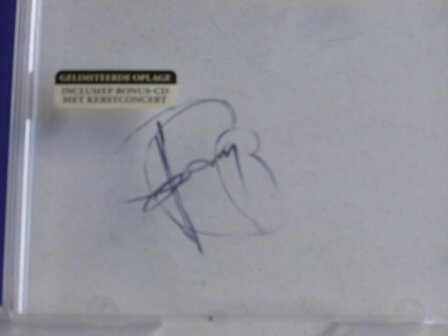 GELIMITEERDE OPLAGE
INCLUSIEF BONUS-CD
MET KERSTCONCERT